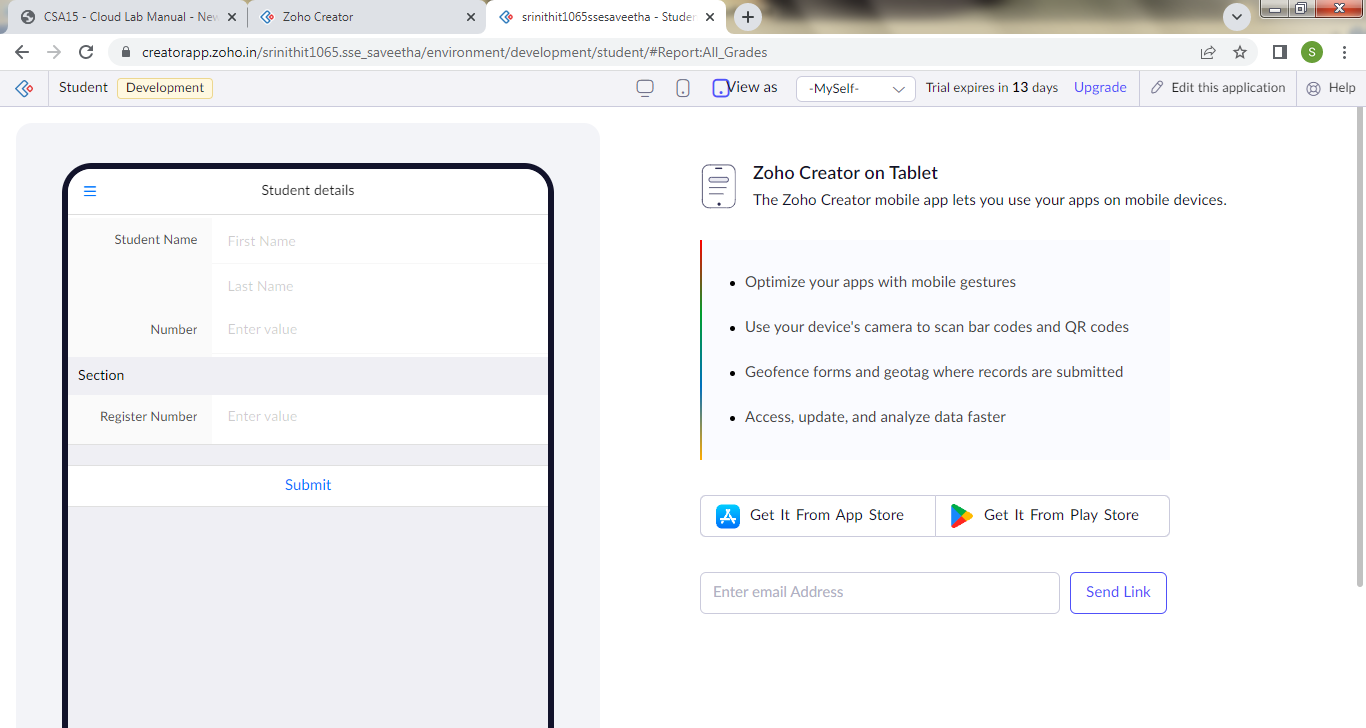 CSA15 - Cloud Lab Manual - Nev
Zoho Creator
srinithit1065ssesaveetha - Studen
creatorapp.zoho.in/srinithit1065.sse_saveetha/environment/development/student/#Report:All_Grades
S
Student
Development
View as
-MySelf-
Trial expires in 13 days
Upgrade
Edit this application
Help
Student details
Student Name
First Name
Last Name
Number
Enter value
Section
Register Number
Enter value
Submit
Zoho Creator on Tablet
The Zoho Creator mobile app lets you use your apps on mobile devices.
Optimize your apps with mobile gestures
Use your device's camera to scan bar codes and QR codes
Geofence forms and geotag where records are submitted
Access, update, and analyze data faster
Get It From App Store
Get It From Play Store
Enter email Address
Send Link